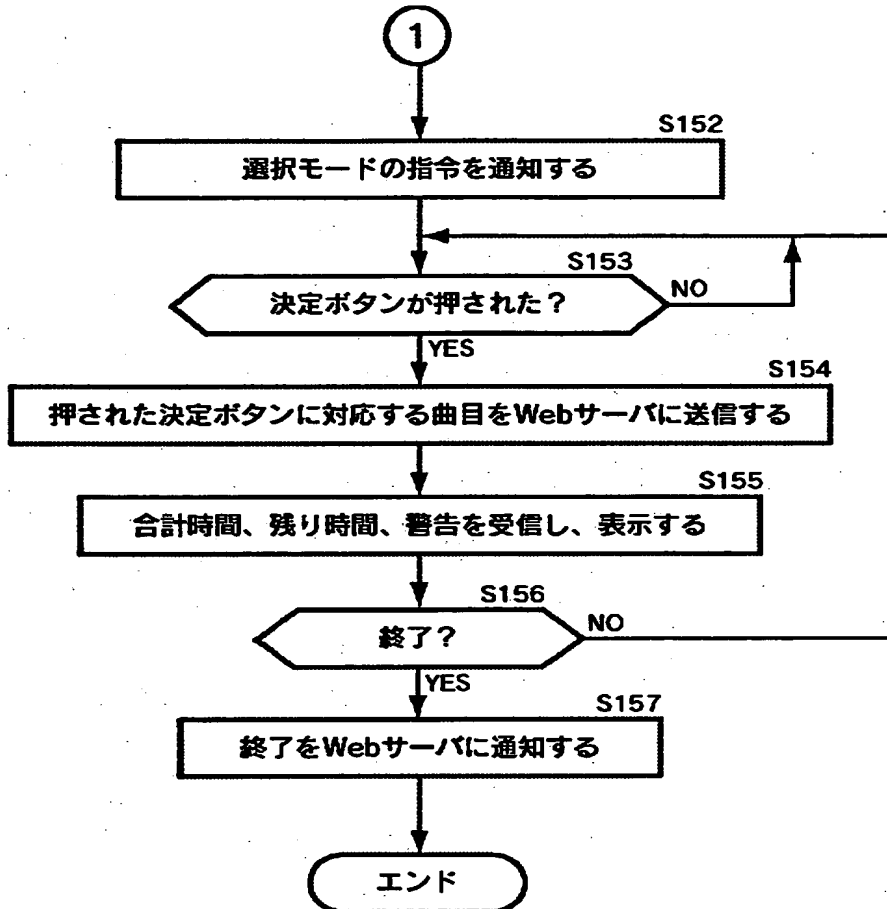 1
S152
選択モードの指令を通知する
S153
決定ボタンが押された?
NO
YES
S154
押された決定ボタンに対応する曲目をWebサーバに送信する
S155
合計時間、残り時間、警告を受信し、表示する
S156
終了?
NO
YES
S157
終了をWebサーバに通知する
エンド